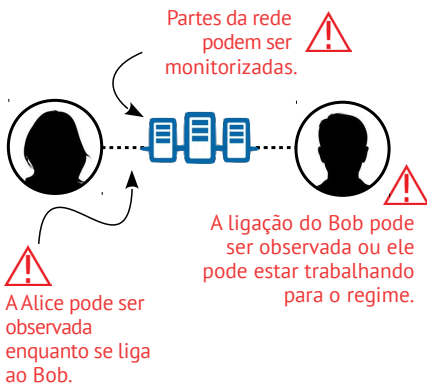 Partes da rede
podem ser
monitorizadas.
A ligação do Bob pode
ser observada ou ele
pode estar trabalhando
para o regime.
A Alice pode ser
observada
enquanto se liga
ao Bob.